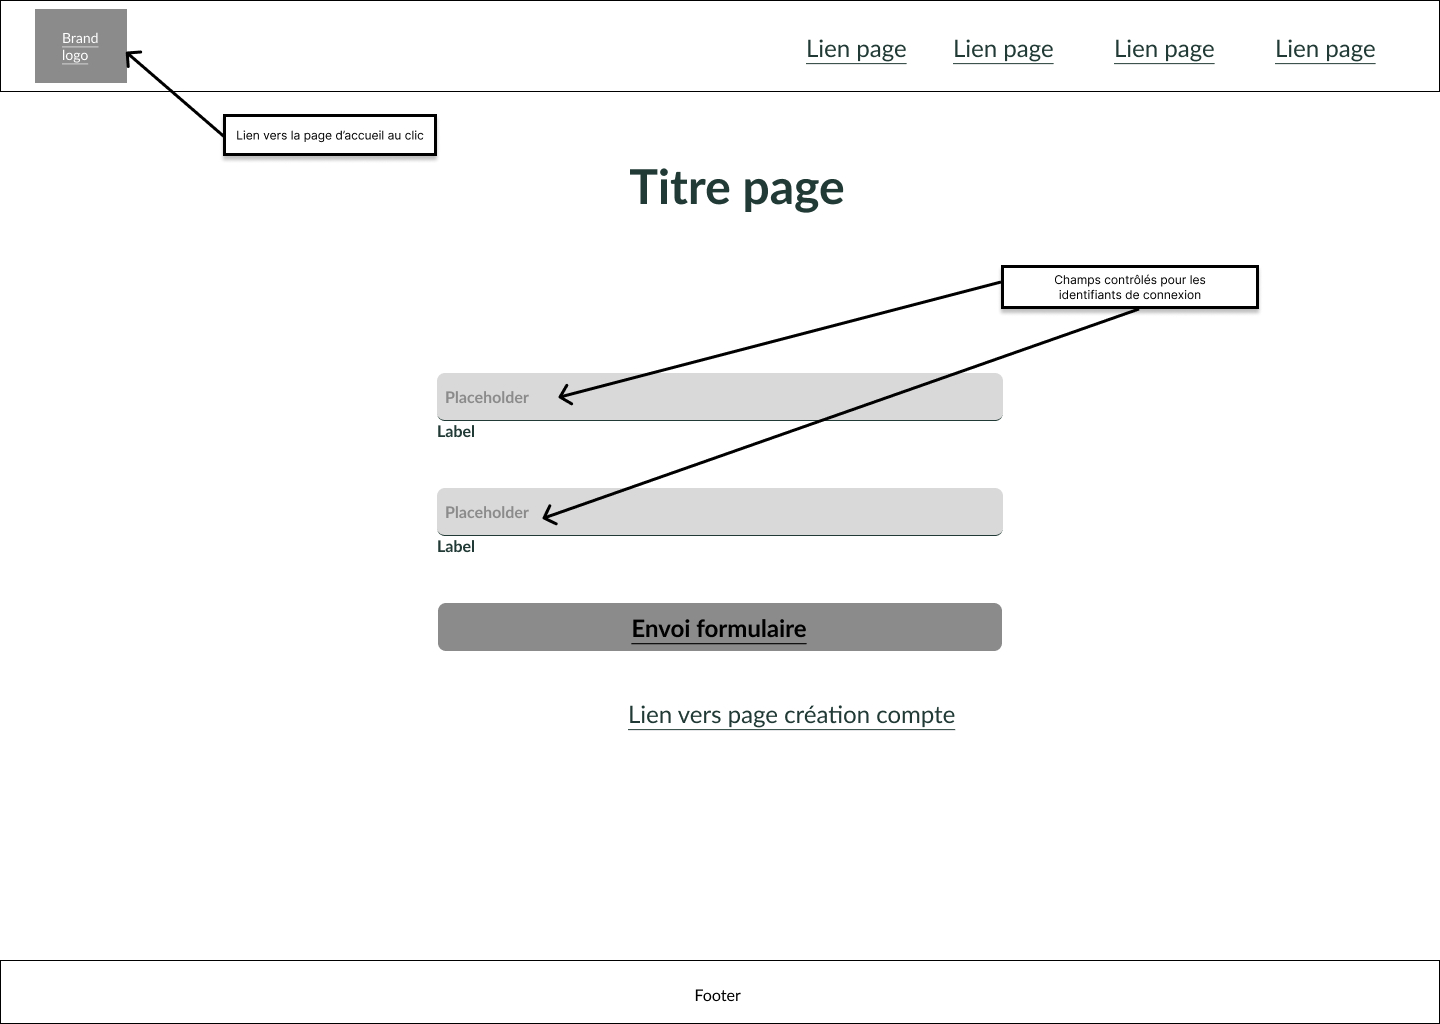 Brand
logo
Lien page
Lien page
Lien page
Lien page
Lien vers la page d’accueil au clic
Titre page
Champs contrôlés pour les
identifiants de connexion
Placeholder
Label
Placeholder
Label
Envoi formulaire
Lien vers page création compte
Footer